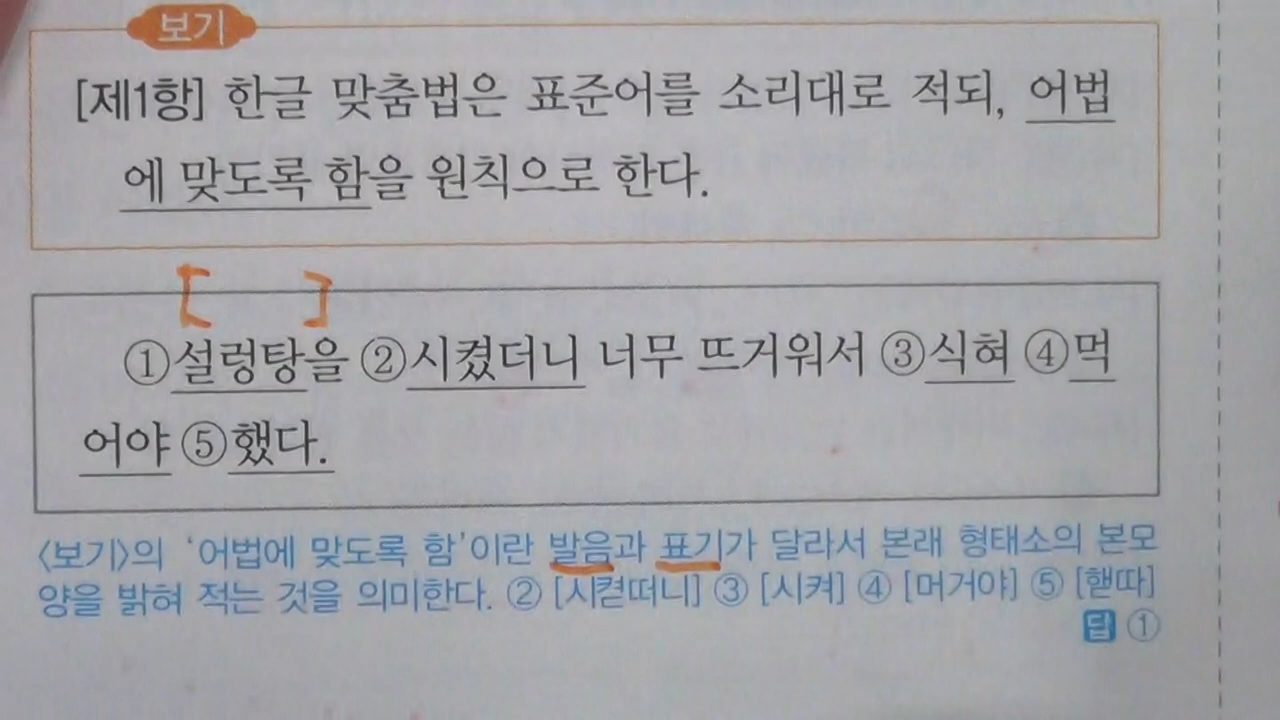 보기
[제1항] 한글 맞춤법은 표준어를 소리대로 적되, 어법
에 맞도록 함을 원칙으로 한다.
[ ]
①설렁탕을 ②시켰더니 너무 뜨거워서 ③식혀 ④먹
어야 ⑤했다.
〈보기〉의 ‘어법에 맞도록 함’이란 발음과 표기가 달라서 본래 형태소의 본모
양을 밝혀 적는 것을 의미한다. ② [시켣떠니] ③ [시켜] ④ [머거야] ⑤ [핻따]
답 ①